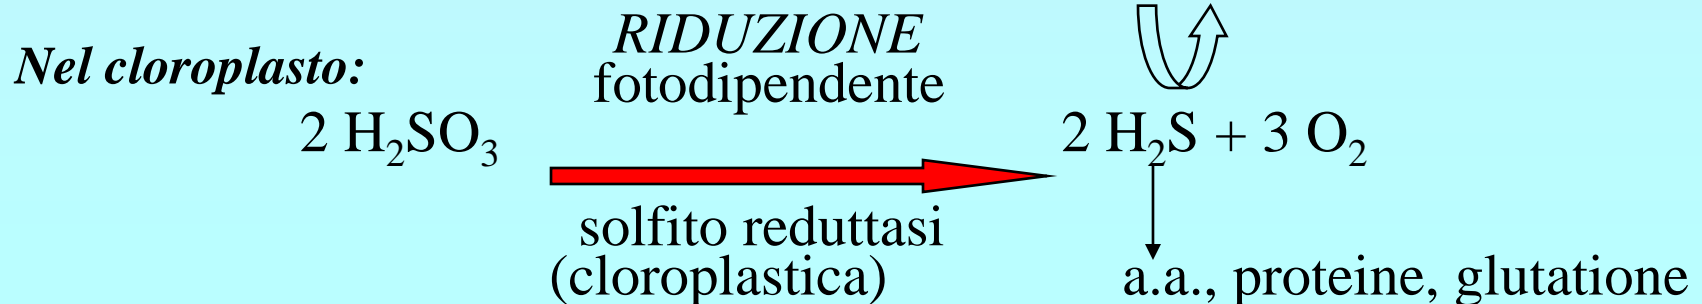 RIDUZIONE
Nel cloroplasto:
fotodipendente
2 H₂SO₃ 2 H₂S + 3 O₂
solfito reduttasi
(cloroplastica) a.a., proteine, glutatione